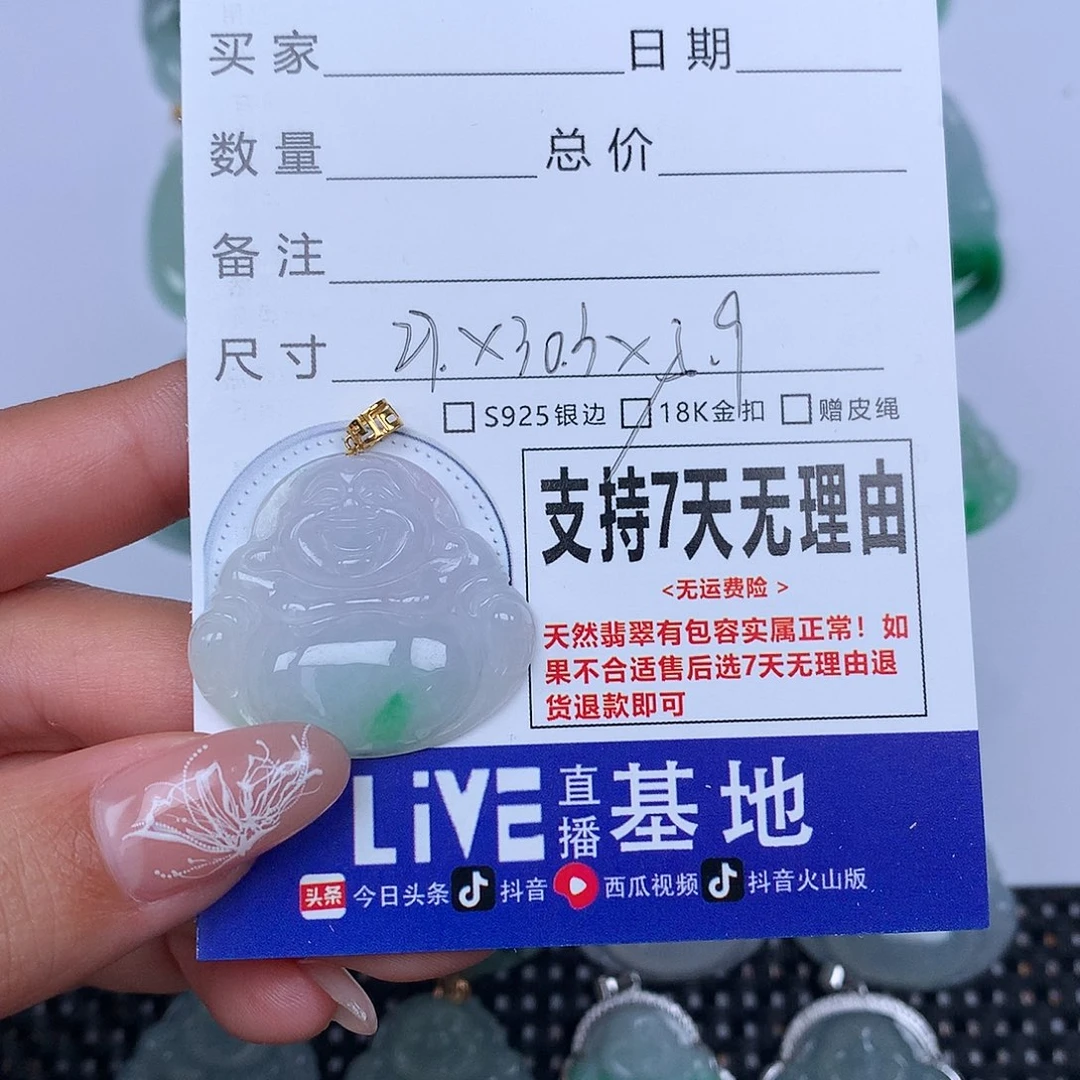 买家 日期
数量 总价
备注
尺寸
S925银边 18K金扣 赠皮绳
支持7天无理由
<无运费险 >
天然翡翠有包容实属正常！如
果不合适售后选7天无理由退
货退款即可
LiVE 直播 基地
头条 今日头条 抖音 西瓜视频 抖音火山版